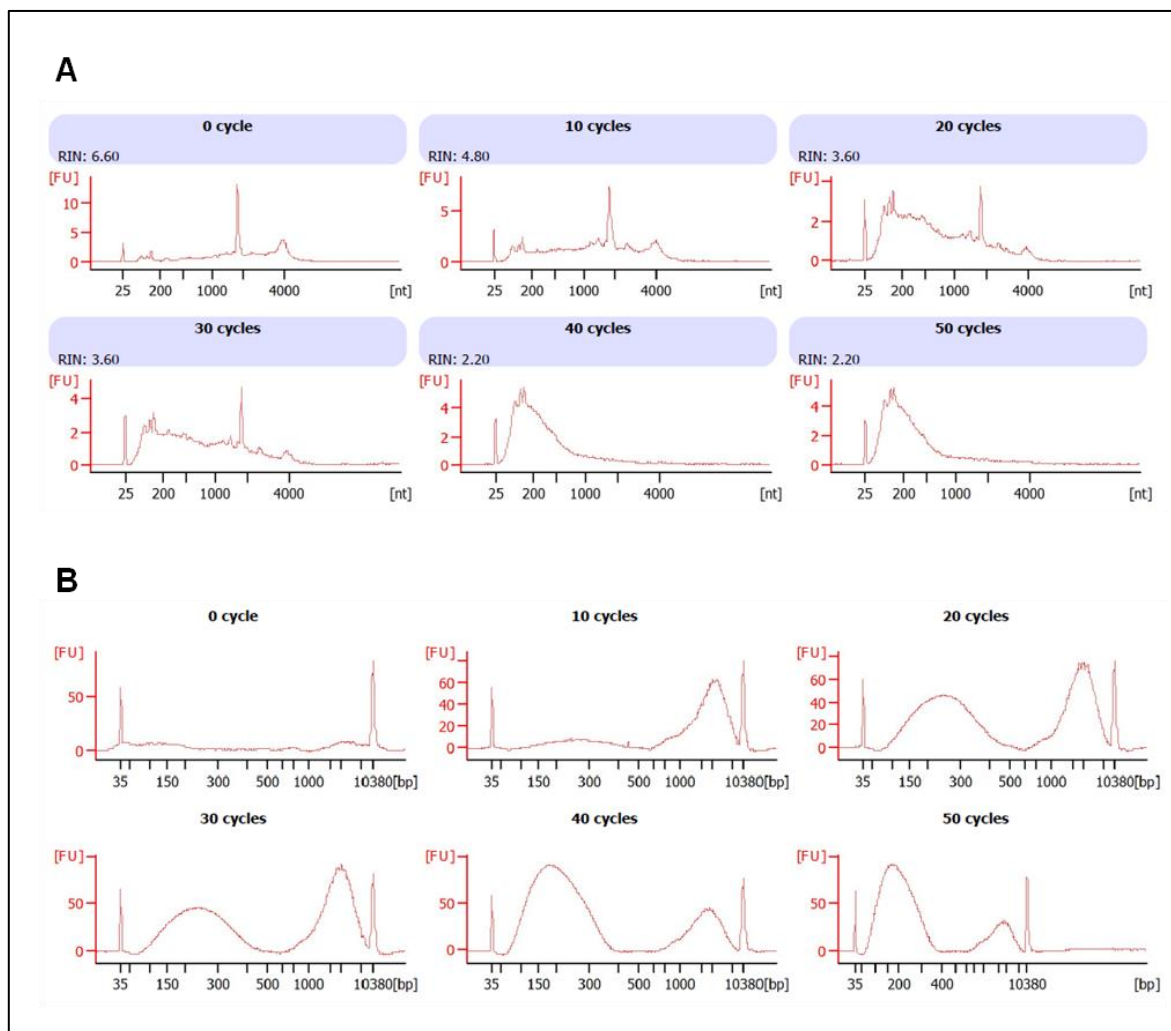 A
0 cycle 10 cycles 20 cycles
RIN: 6.60 RIN: 4.80 RIN: 3.60
[FU] [FU] [FU]
10
5
0
5
0
2
0
25 200 1000 4000 [nt] 25 200 1000 4000 [nt] 25 200 1000 4000 [nt]
30 cycles 40 cycles 50 cycles
RIN: 3.60 RIN: 2.20 RIN: 2.20
[FU] [FU] [FU]
4 4 4
2 2 2
0 0 0
25 200 1000 4000 [nt] 25 200 1000 4000 [nt] 25 200 1000 4000 [nt]
B
0 cycle 10 cycles 20 cycles
[FU] [FU] [FU]
50
0
60
40
20
0
60
40
20
0
35 150 300 500 1000 10380[bp] 35 150 300 500 1000 10380[bp] 35 150 300 500 1000 10380[bp]
30 cycles 40 cycles 50 cycles
[FU] [FU] [FU]
50 50 50
0 0 0
35 150 300 500 1000 10380[bp] 35 150 300 500 1000 10380[bp] 35 200 400 10380 [bp]